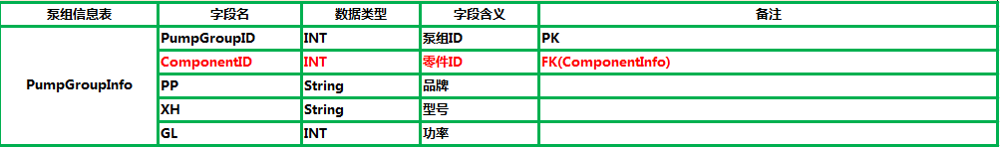 泵组信息表 字段名 数据类型 字段含义 备注
PumpGroupInfo PumpGroupID INT 泵组ID PK
ComponentID INT 零件ID FK(ComponentInfo)
PP String 品牌
XH String 型号
GL INT 功率